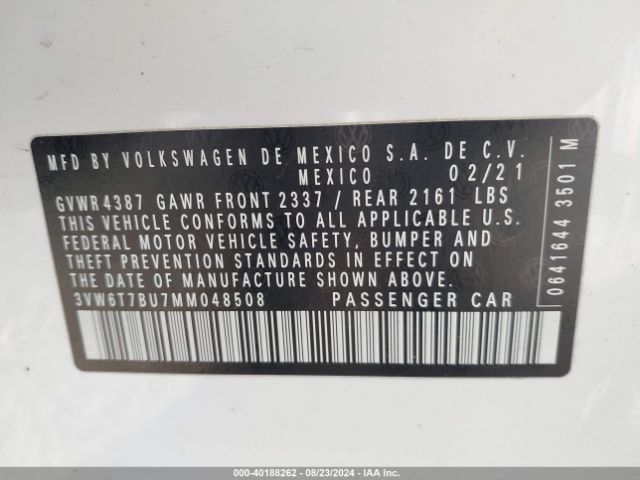 MFD BY VOLKSWAGEN DE MEXICO S.A. DE C.V.
MEXICO 02/21
GVWR 4387 GAWR FRONT 2337 / REAR 2161 LBS
THIS VEHICLE CONFORMS TO ALL APPLICABLE U.S.
FEDERAL MOTOR VEHICLE SAFETY, BUMPER AND
THEFT PREVENTION STANDARDS IN EFFECT ON
THE DATE OF MANUFACTURE SHOWN ABOVE
3VW6T7BU7MM048508 PASSENGER CAR
0641644 3501 M
000-40188262 - 08/23/2024 - IAA Inc.